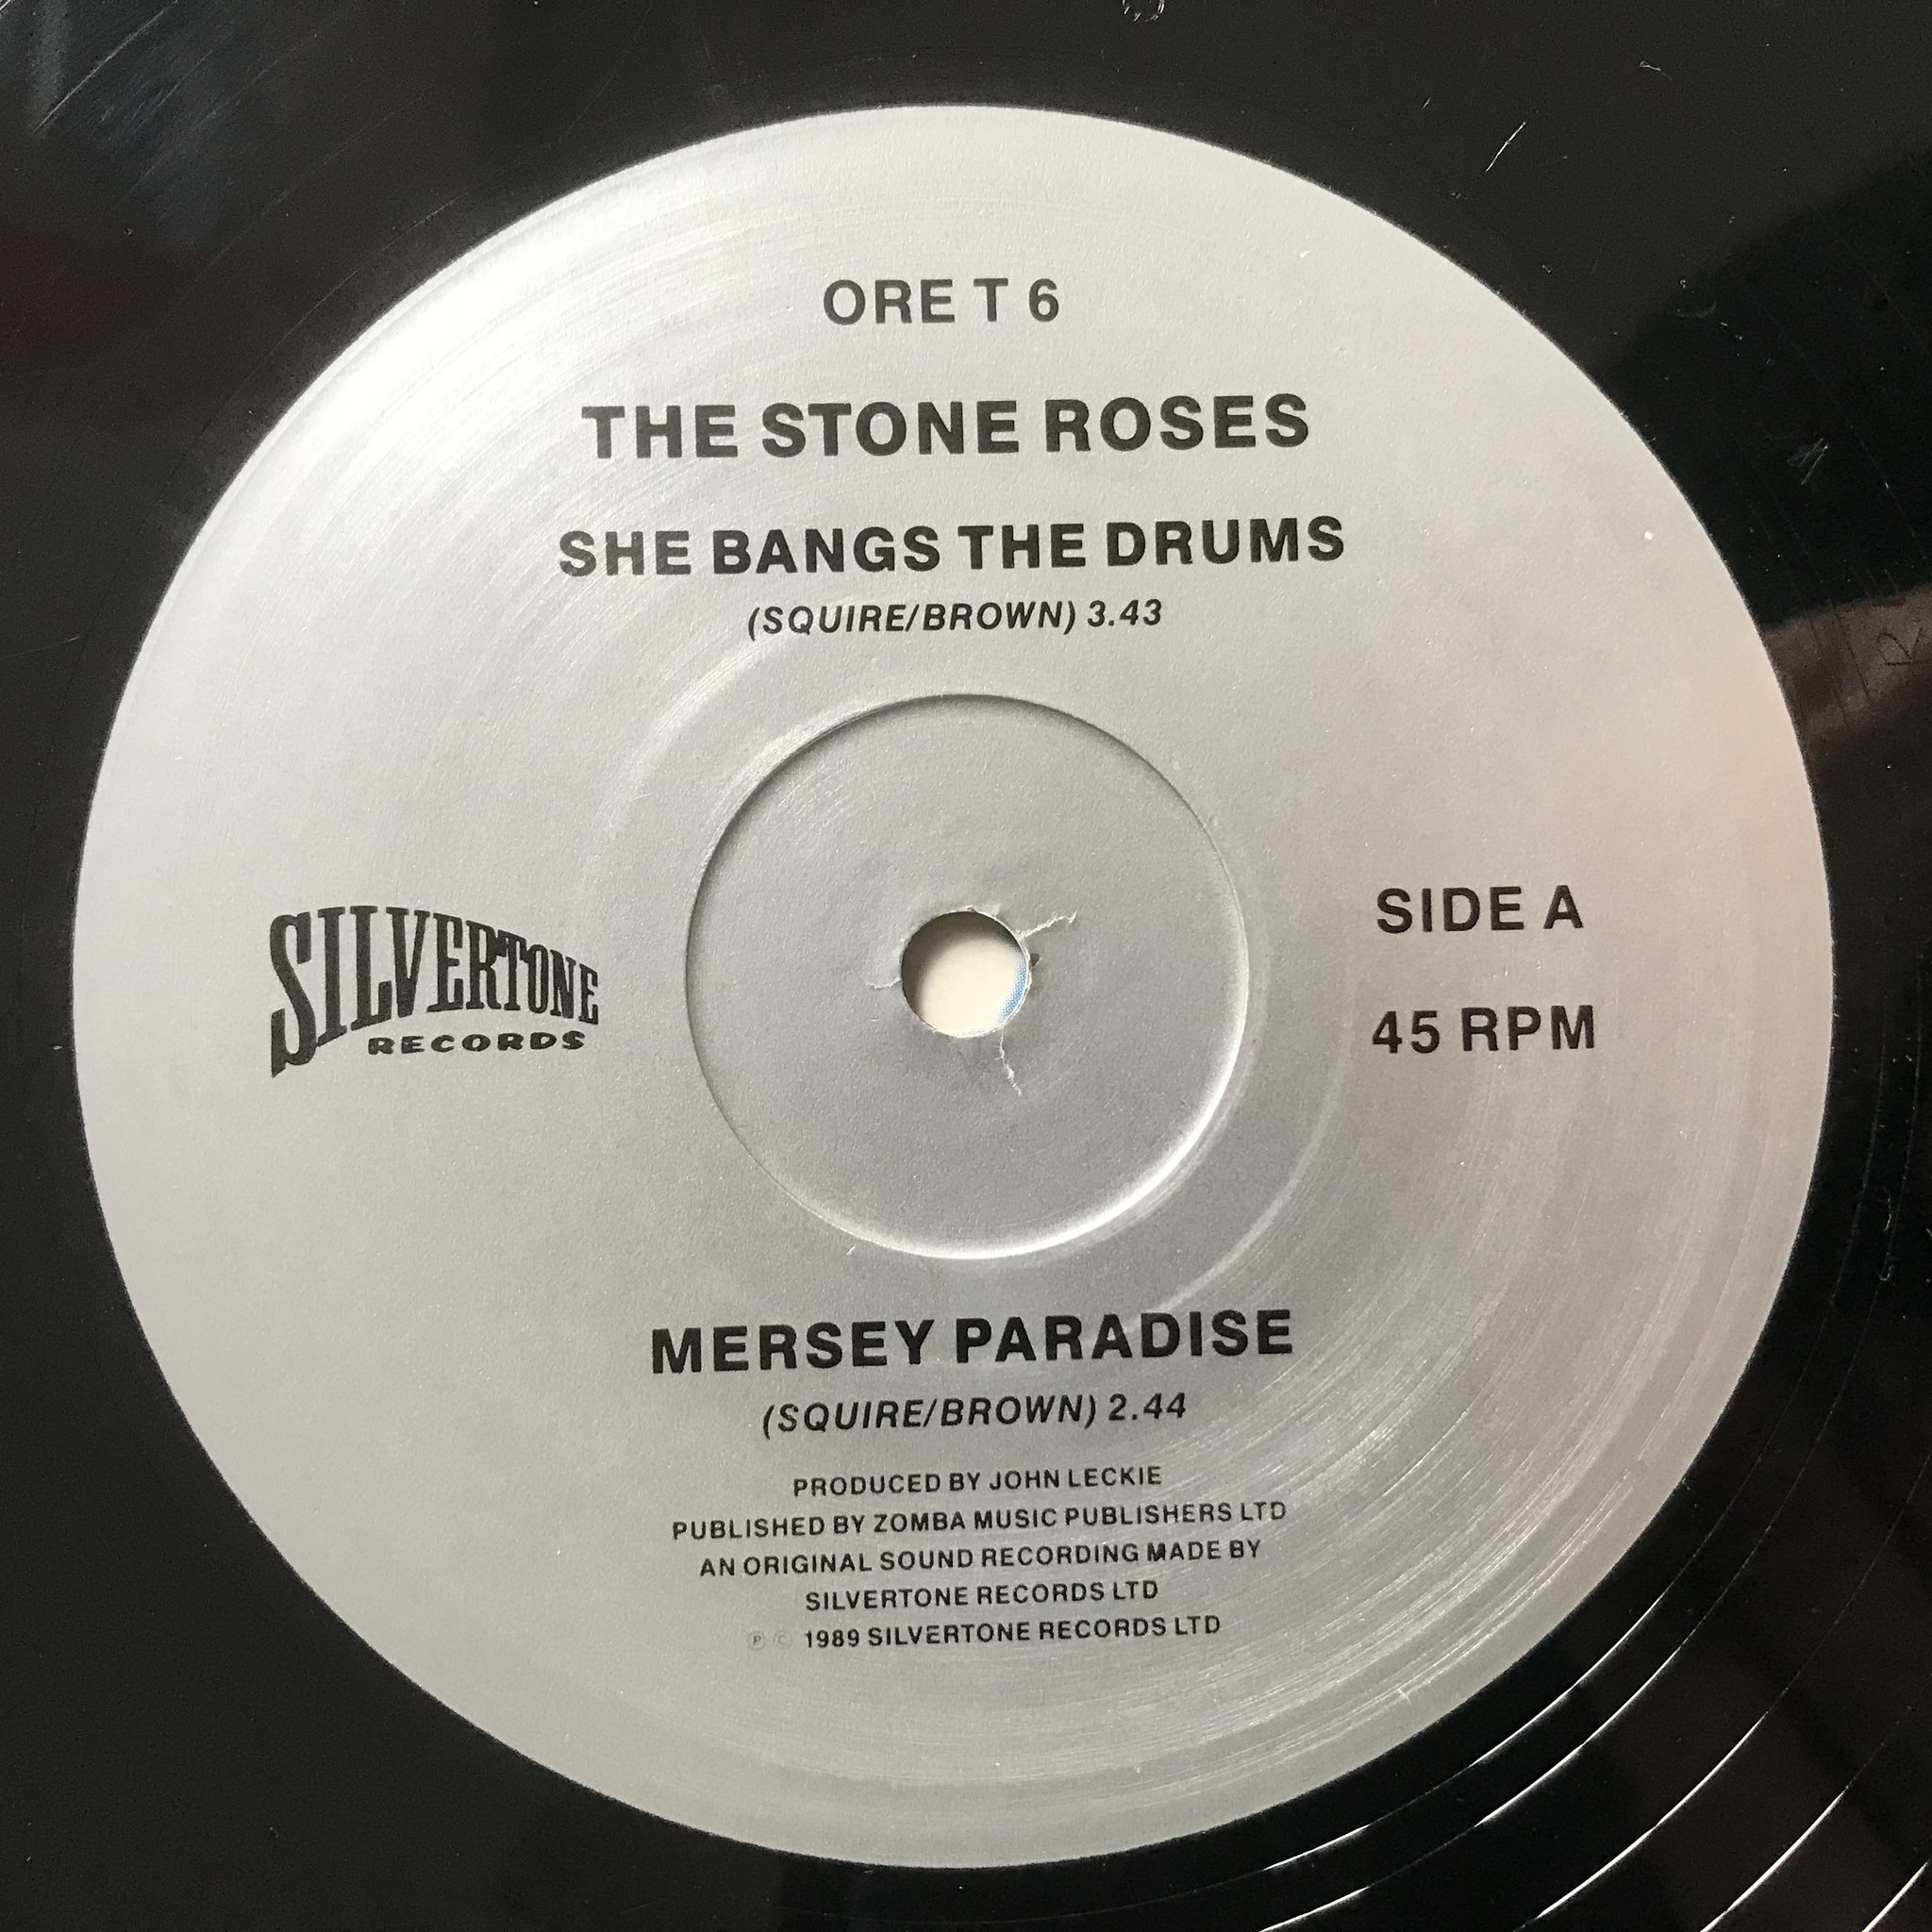 ORE T 6
THE STONE ROSES
SHE BANGS THE DRUMS
(SQUIRE/BROWN) 3.43
SILVERTONE
RECORDS
SIDE A
45 RPM
MERSEY PARADISE
(SQUIRE/BROWN) 2.44
PRODUCED BY JOHN LECKIE
PUBLISHED BY ZOMBA MUSIC PUBLISHERS LTD
AN ORIGINAL SOUND RECORDING MADE BY
SILVERTONE RECORDS LTD
Ⓟ Ⓒ 1989 SILVERTONE RECORDS LTD